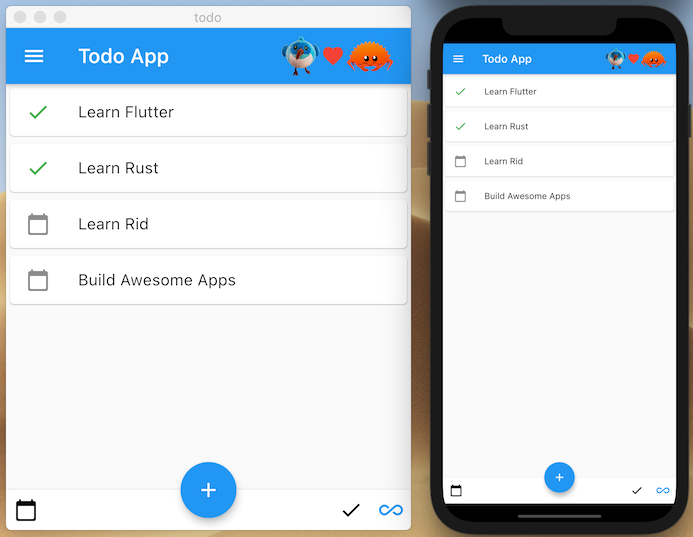 todo
Todo App
Learn Flutter
Learn Rust
Learn Rid
Build Awesome Apps
Todo App
Learn Flutter
Learn Rust
Learn Rid
Build Awesome Apps